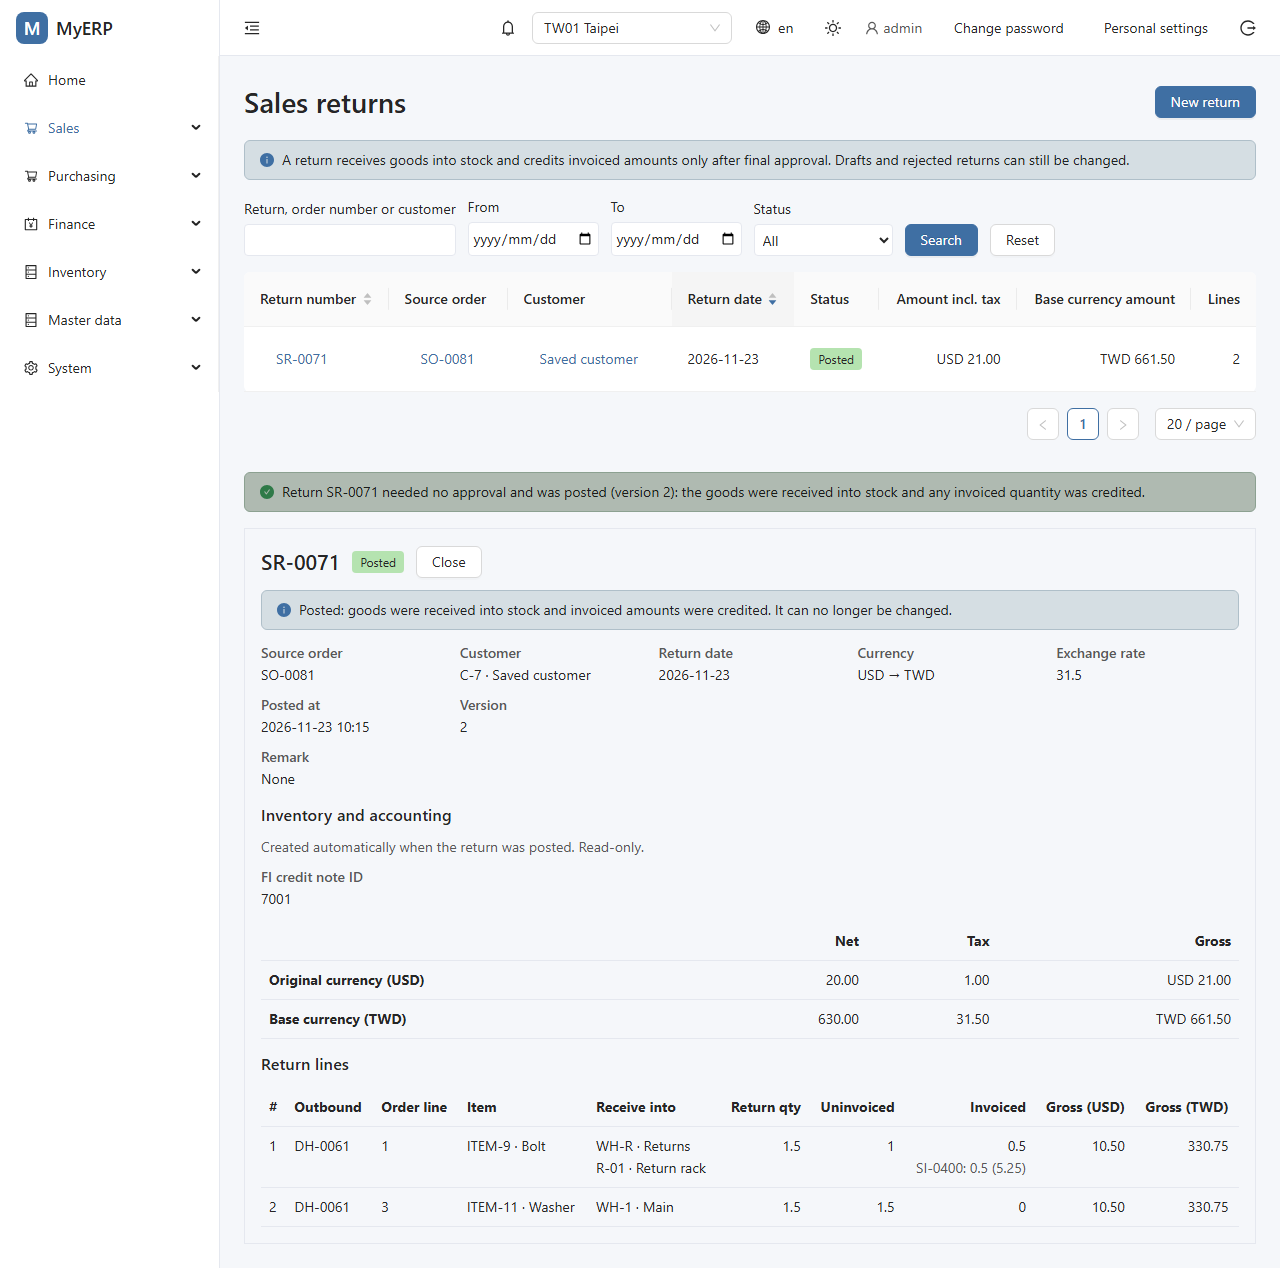 M MyERP
TW01 Taipei
en
admin
Change password
Personal settings
Home
Sales
Purchasing
Finance
Inventory
Master data
System
Sales returns
New return
A return receives goods into stock and credits invoiced amounts only after final approval. Drafts and rejected returns can still be changed.
Return, order number or customer
From
To
Status
yyyy/mm/dd
yyyy/mm/dd
All
Search
Reset
Return number Source order Customer Return date Status Amount incl. tax Base currency amount Lines
SR-0071 SO-0081 Saved customer 2026-11-23 Posted USD 21.00 TWD 661.50 2
1
20 / page
Return SR-0071 needed no approval and was posted (version 2): the goods were received into stock and any invoiced quantity was credited.
SR-0071 Posted Close
Posted: goods were received into stock and invoiced amounts were credited. It can no longer be changed.
Source order Customer Return date Currency Exchange rate
SO-0081 C-7 · Saved customer 2026-11-23 USD → TWD 31.5
Posted at Version
2026-11-23 10:15 2
Remark
None
Inventory and accounting
Created automatically when the return was posted. Read-only.
FI credit note ID
7001
Net Tax Gross
Original currency (USD) 20.00 1.00 USD 21.00
Base currency (TWD) 630.00 31.50 TWD 661.50
Return lines
# Outbound Order line Item Receive into Return qty Uninvoiced Invoiced Gross (USD) Gross (TWD)
1 DH-0061 1 ITEM-9 · Bolt WH-R · Returns 1.5 1 0.5 10.50 330.75
R-01 · Return rack SI-0400: 0.5 (5.25)
2 DH-0061 3 ITEM-11 · Washer WH-1 · Main 1.5 1.5 0 10.50 330.75